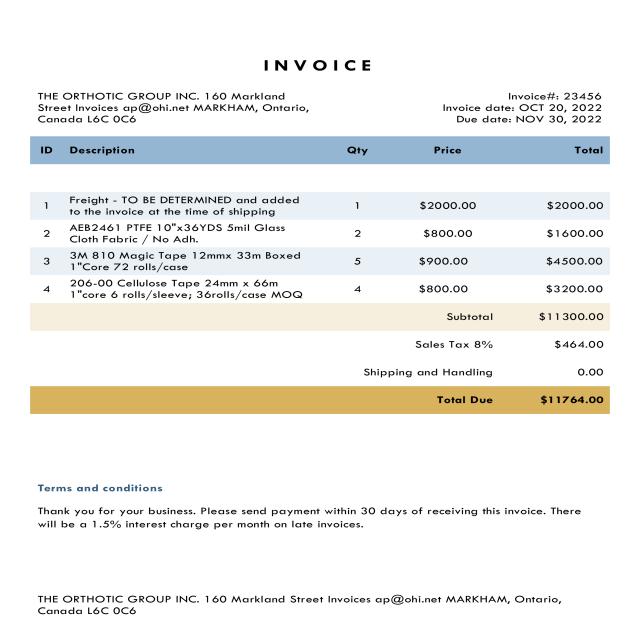 INVOICE
THE ORTHOTIC GROUP INC. 160 Markland
Street Invoices ap@ohi.net MARKHAM, Ontario,
Canada L6C 0C6
Invoice#: 23456
Invoice date: OCT 20, 2022
Due date: NOV 30, 2022
ID Description Qty Price Total
1 Freight - TO BE DETERMINED and added
to the invoice at the time of shipping 1 $2000.00 $2000.00
2 AEB2461 PTFE 10"x36YDS 5mil Glass
Cloth Fabric / No Adh. 2 $800.00 $1600.00
3 3M 810 Magic Tape 12mmx 33m Boxed
1"Core 72 rolls/case 5 $900.00 $4500.00
4 206-00 Cellulose Tape 24mm x 66m
1"core 6 rolls/sleeve; 36rolls/case MOQ 4 $800.00 $3200.00
Subtotal $11300.00
Sales Tax 8% $464.00
Shipping and Handling 0.00
Total Due $11764.00
Terms and conditions
Thank you for your business. Please send payment within 30 days of receiving this invoice. There
will be a 1.5% interest charge per month on late invoices.
THE ORTHOTIC GROUP INC. 160 Markland Street Invoices ap@ohi.net MARKHAM, Ontario,
Canada L6C 0C6